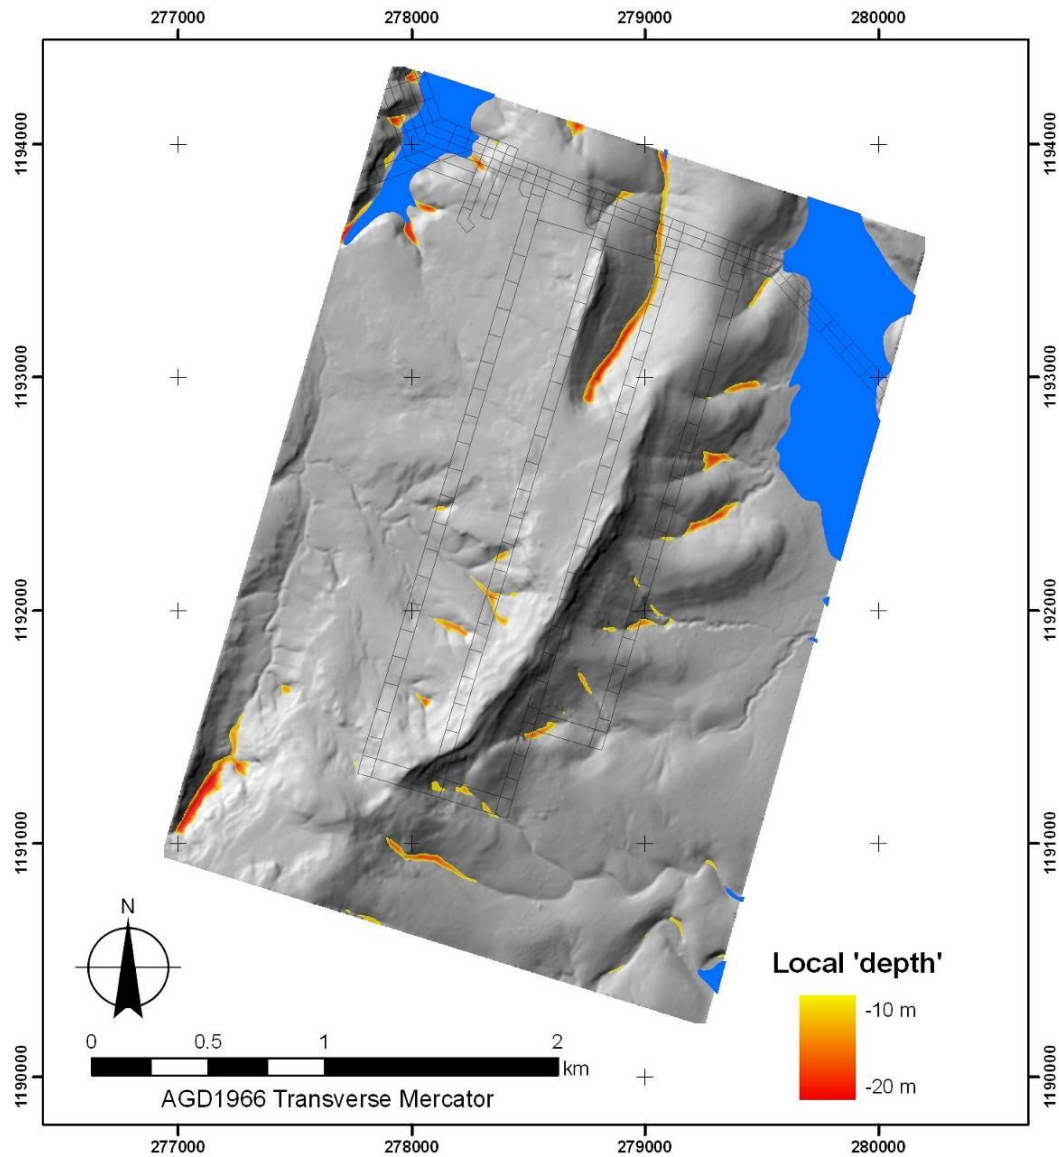 277000 278000 279000 280000
1194000 1194000
1193000 1193000
1192000 1192000
1191000 1191000
N
Local 'depth'
-10 m
-20 m
0 0.5 1 2
km
AGD1966 Transverse Mercator
1190000 1190000
277000 278000 279000 280000